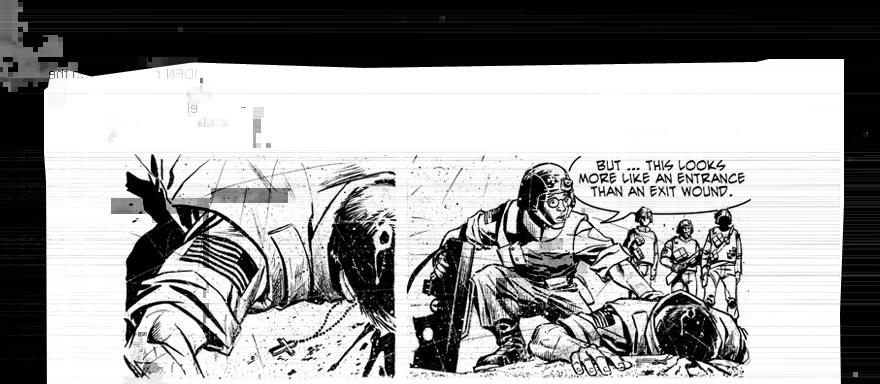 BUT ... THIS LOOKS
MORE LIKE AN ENTRANCE
THAN AN EXIT WOUND.